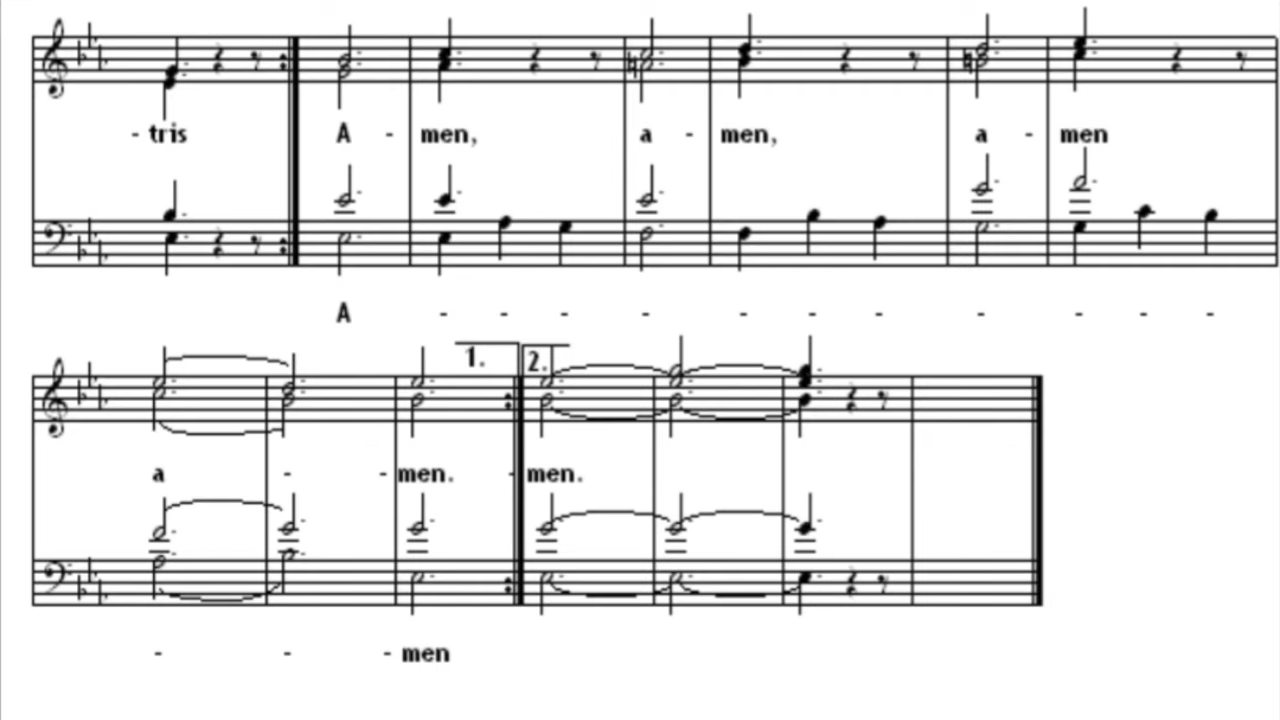 - tris A - men, a - men, a - men
A - - - - - - - - - - -
1. 2.
a - - men. - men.
- - - men